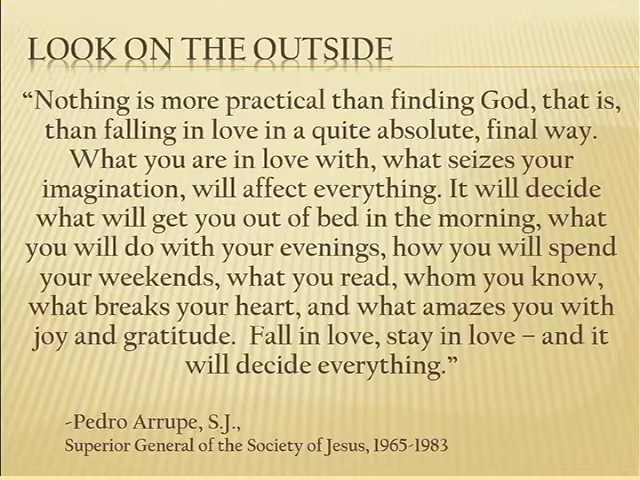 LOOK ON THE OUTSIDE
“Nothing is more practical than finding God, that is,
than falling in love in a quite absolute, final way.
What you are in love with, what seizes your
imagination, will affect everything. It will decide
what will get you out of bed in the morning, what
you will do with your evenings, how you will spend
your weekends, what you read, whom you know,
what breaks your heart, and what amazes you with
joy and gratitude.  Fall in love, stay in love – and it
will decide everything.”
-Pedro Arrupe, S.J.,
Superior General of the Society of Jesus, 1965-1983